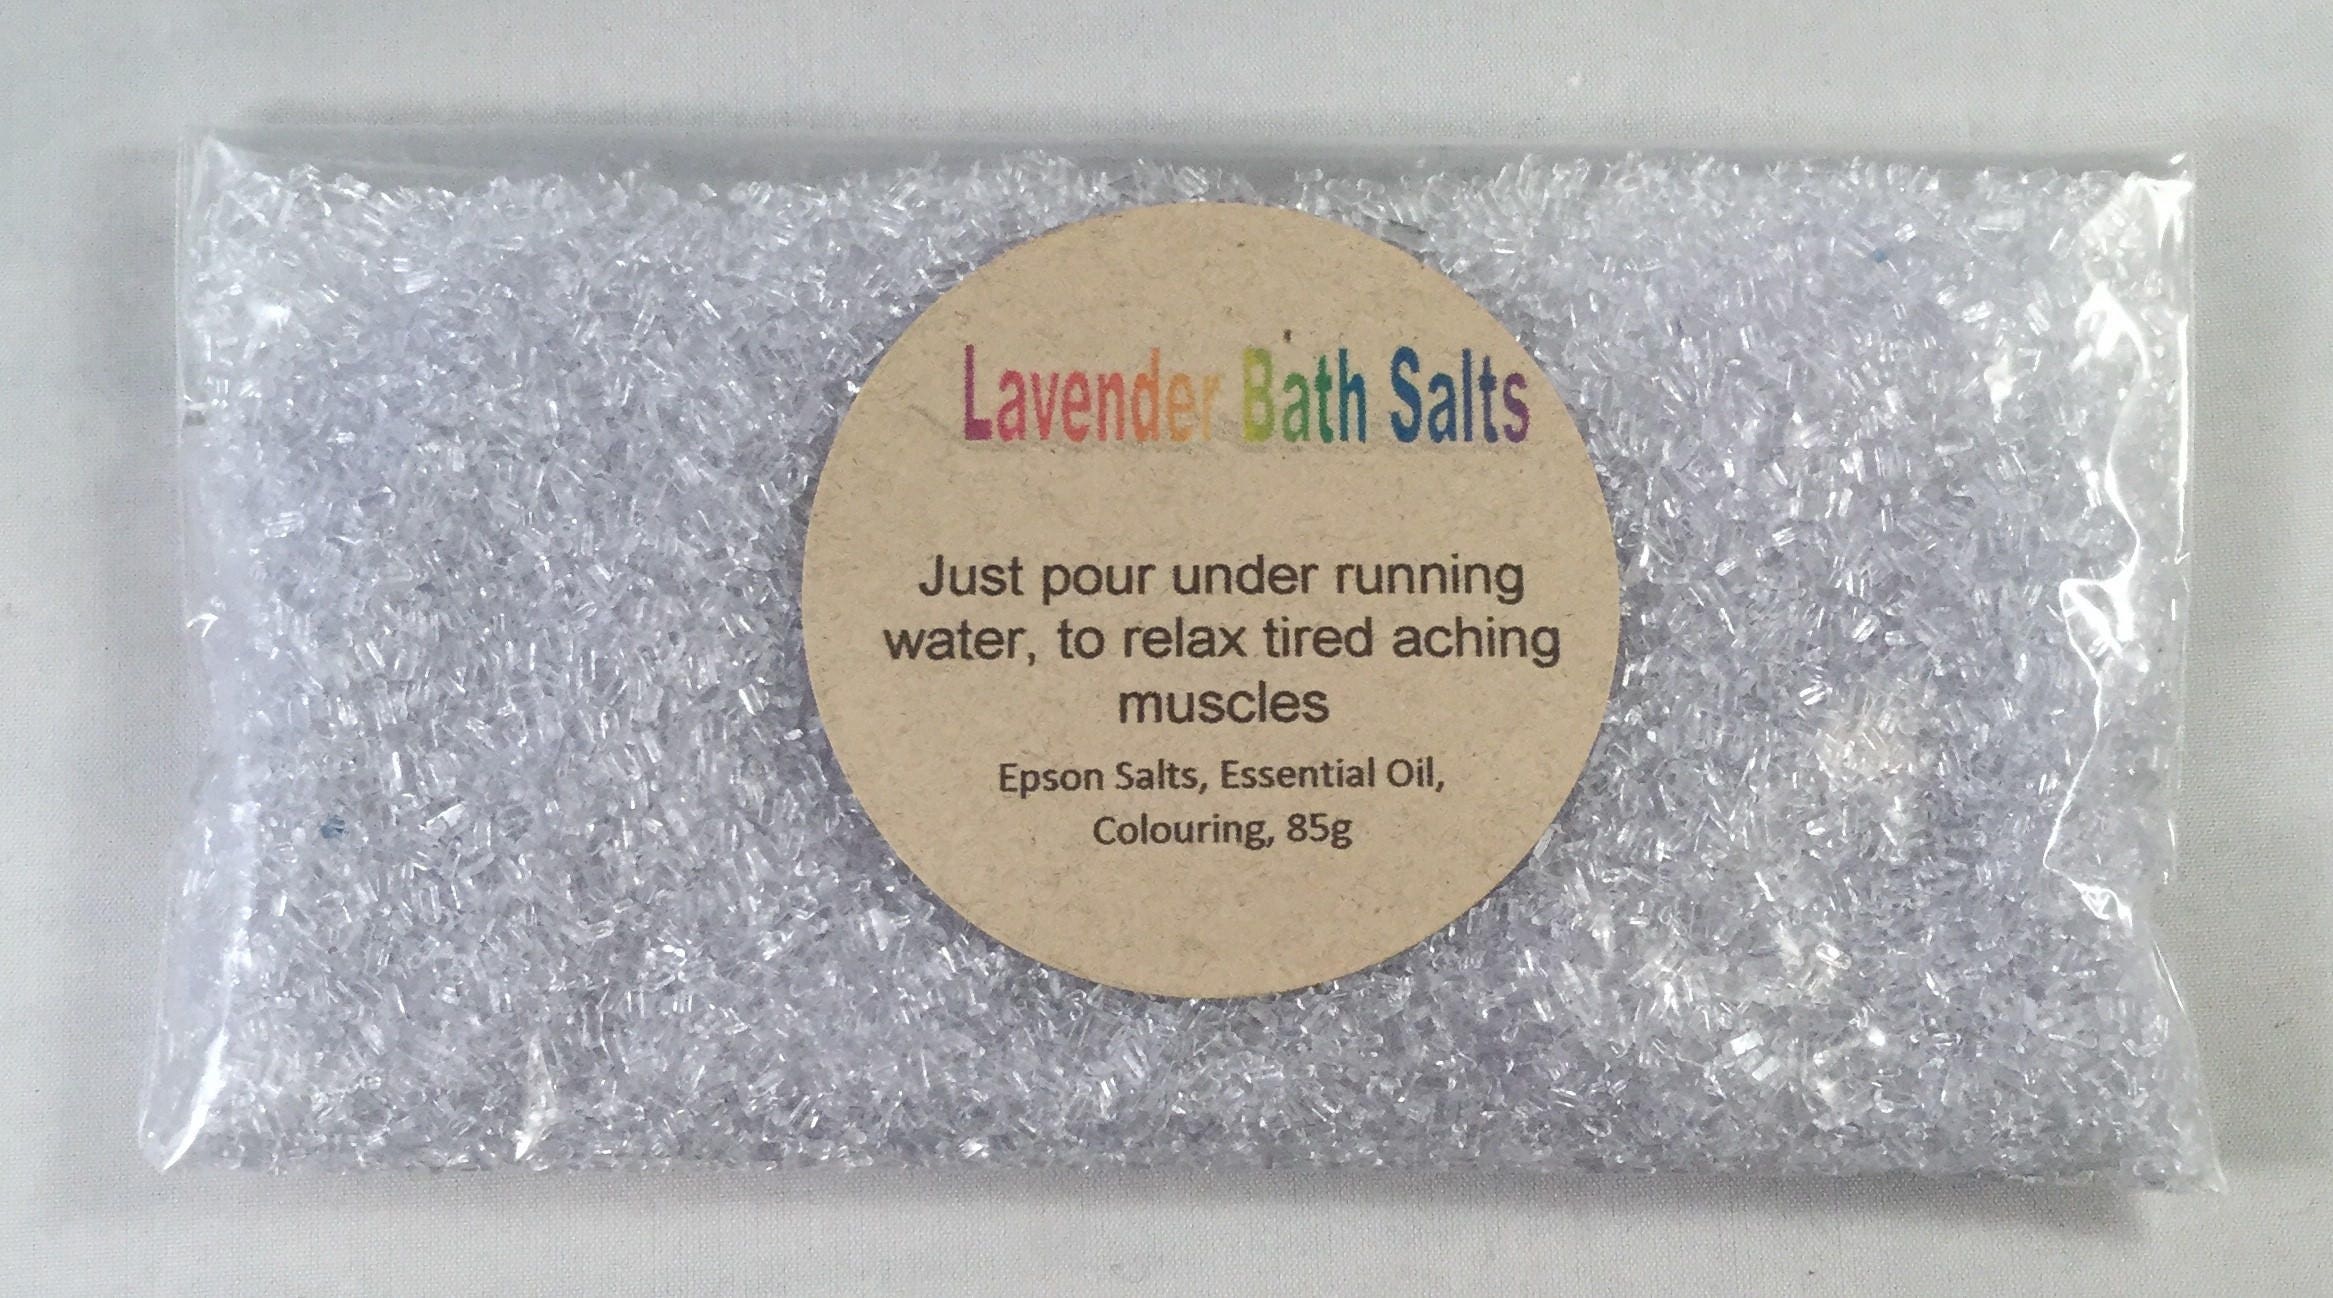 Lavender Bath Salts
Just pour under running
water, to relax tired aching
muscles
Epson Salts, Essential Oil,
Colouring, 85g